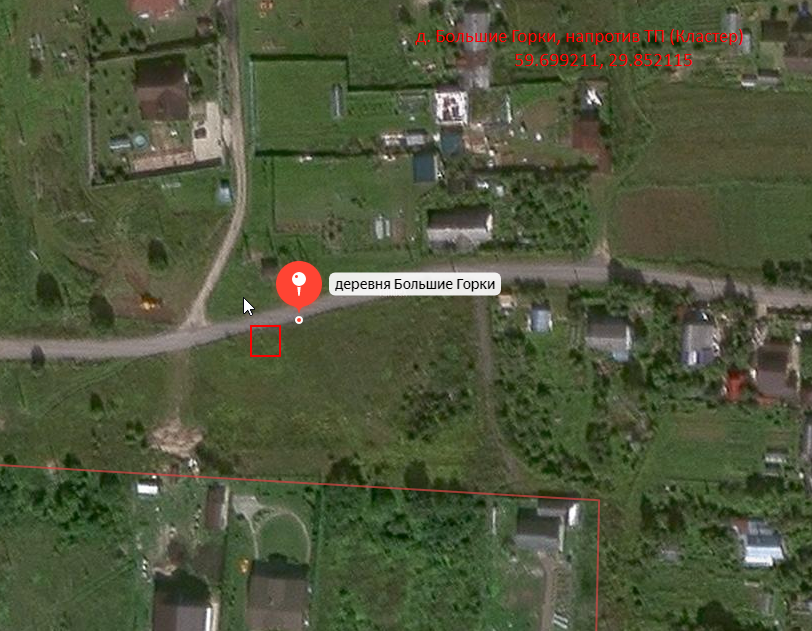 д. Большие Горки, напротив ТП (Кластер)
59.699211, 29.852115
деревня Большие Горки